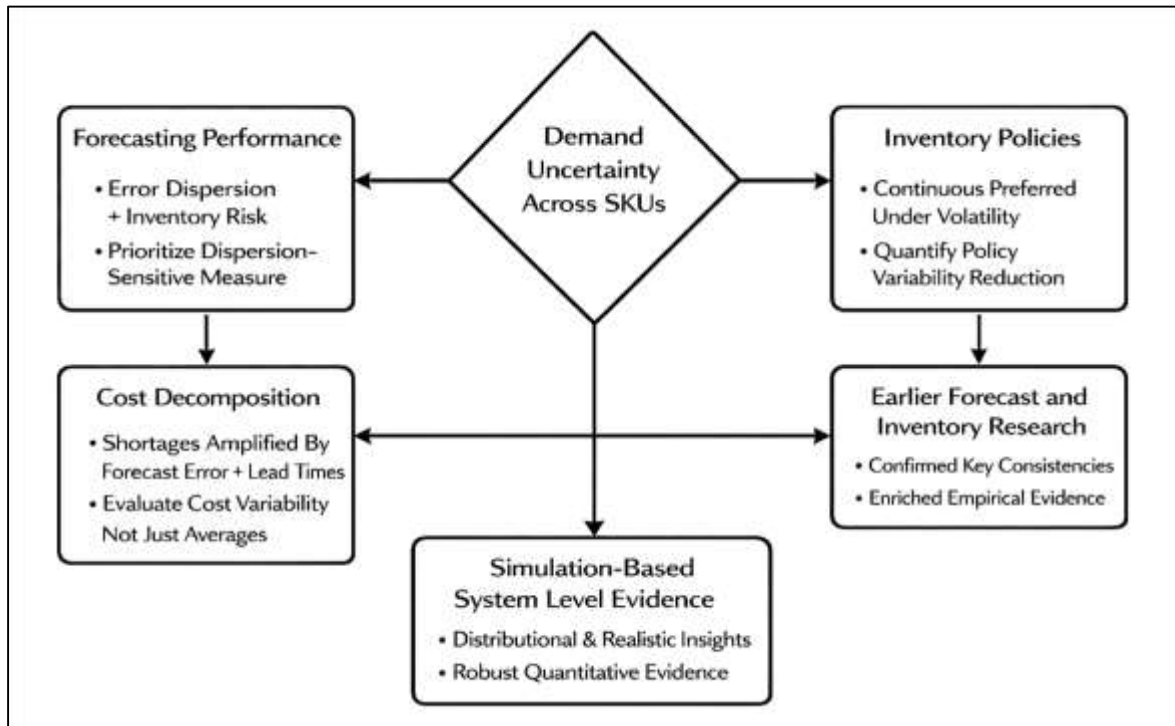 Demand
Uncertainty
Across SKUs
Forecasting Performance
• Error Dispersion
+ Inventory Risk
• Prioritize Dispersion-
Sensitive Measure
Inventory Policies
• Continuous Preferred
Under Volatility
• Quantify Policy
Variability Reduction
Cost Decomposition
• Shortages Amplified By
Forecast Error + Lead Times
• Evaluate Cost Variability
Not Just Averages
Earlier Forecast and
Inventory Research
• Confirmed Key Consistencies
• Enriched Empirical Evidence
Simulation-Based
System Level Evidence
• Distributional & Realistic Insights
• Robust Quantitative Evidence